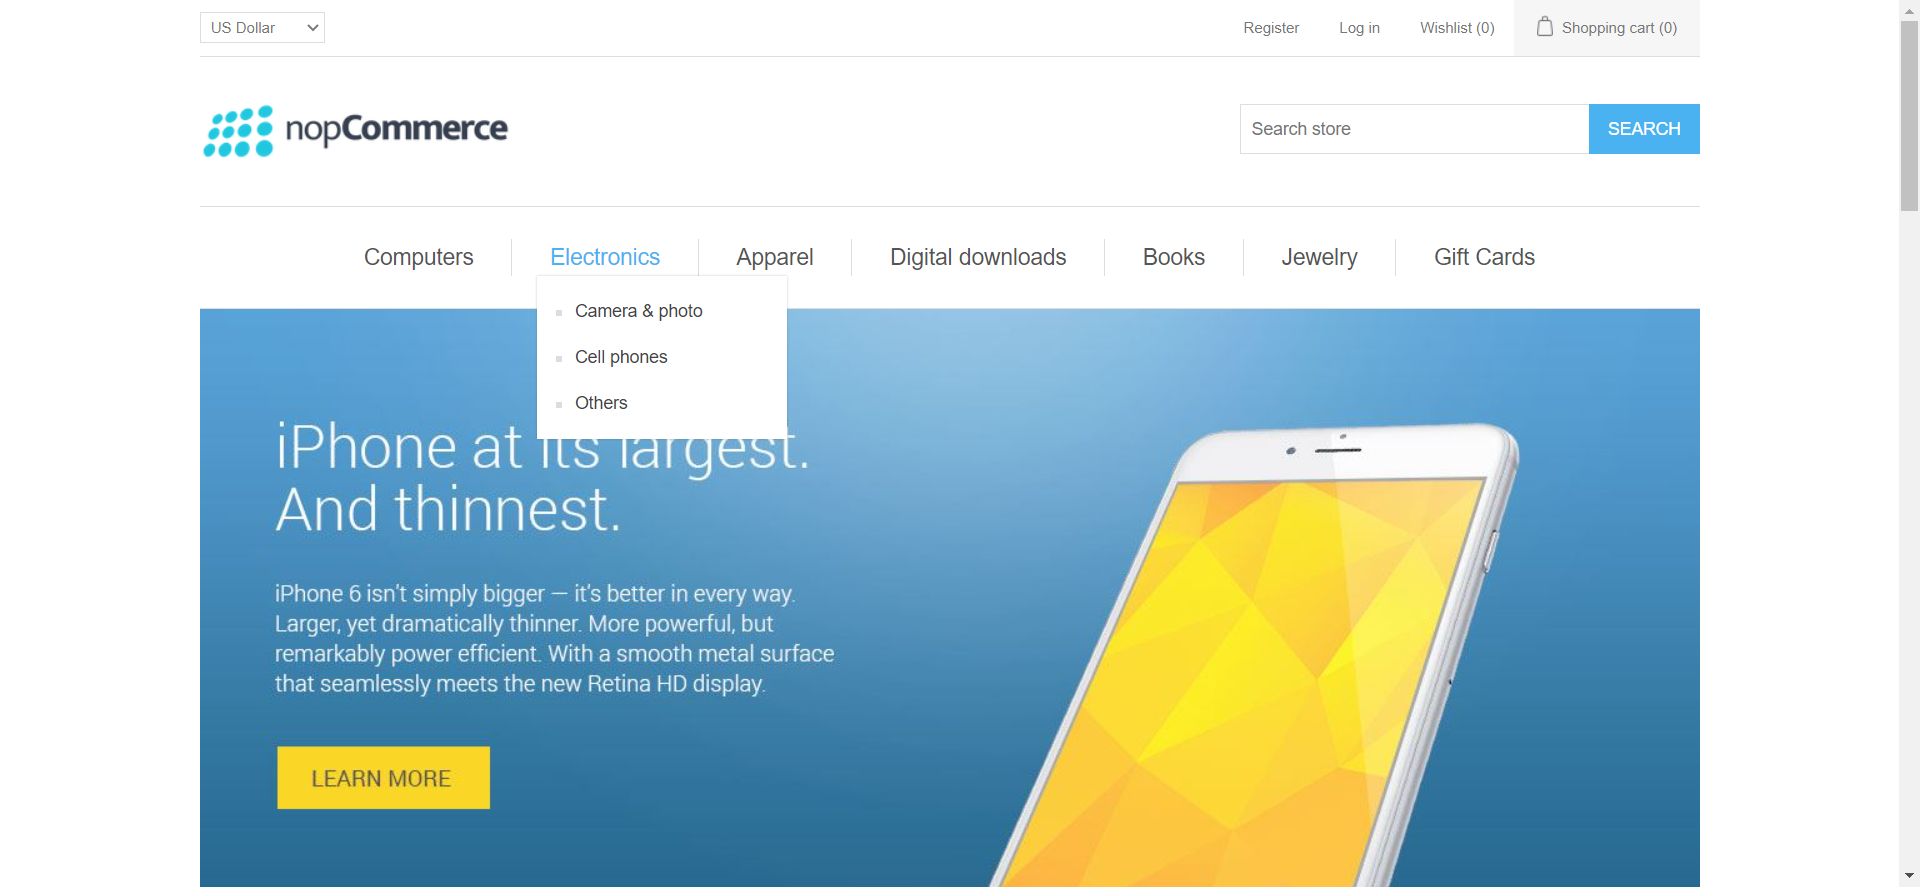 US Dollar
Register
Log in
Wishlist (0)
Shopping cart (0)
nopCommerce
Search store
SEARCH
Computers
Electronics
Apparel
Digital downloads
Books
Jewelry
Gift Cards
Camera & photo
Cell phones
Others
iPhone at its largest.
And thinnest.
iPhone 6 isn't simply bigger — it's better in every way.
Larger, yet dramatically thinner. More powerful, but
remarkably power efficient. With a smooth metal surface
that seamlessly meets the new Retina HD display.
LEARN MORE